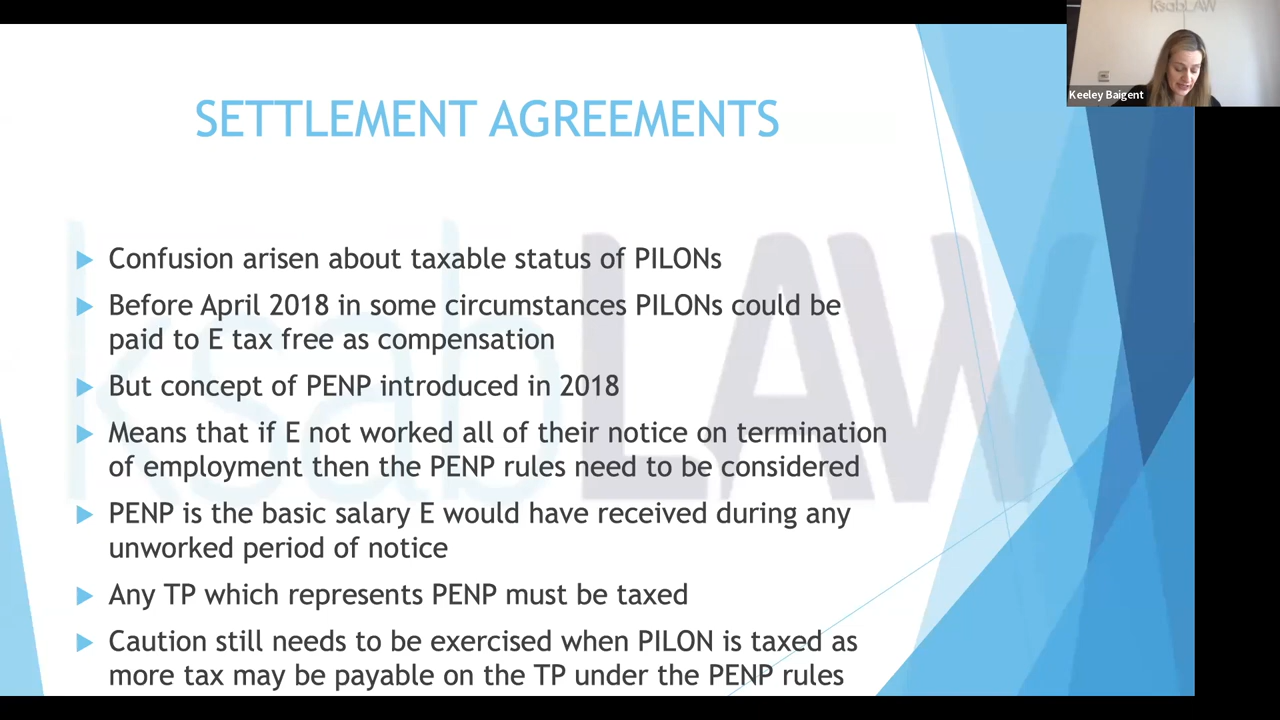 ksabLAW
Keeley Baigent
SETTLEMENT AGREEMENTS
ksabLAW
Confusion arisen about taxable status of PILONs
Before April 2018 in some circumstances PILONs could be
paid to E tax free as compensation
But concept of PENP introduced in 2018
Means that if E not worked all of their notice on termination
of employment then the PENP rules need to be considered
PENP is the basic salary E would have received during any
unworked period of notice
Any TP which represents PENP must be taxed
Caution still needs to be exercised when PILON is taxed as
more tax may be payable on the TP under the PENP rules